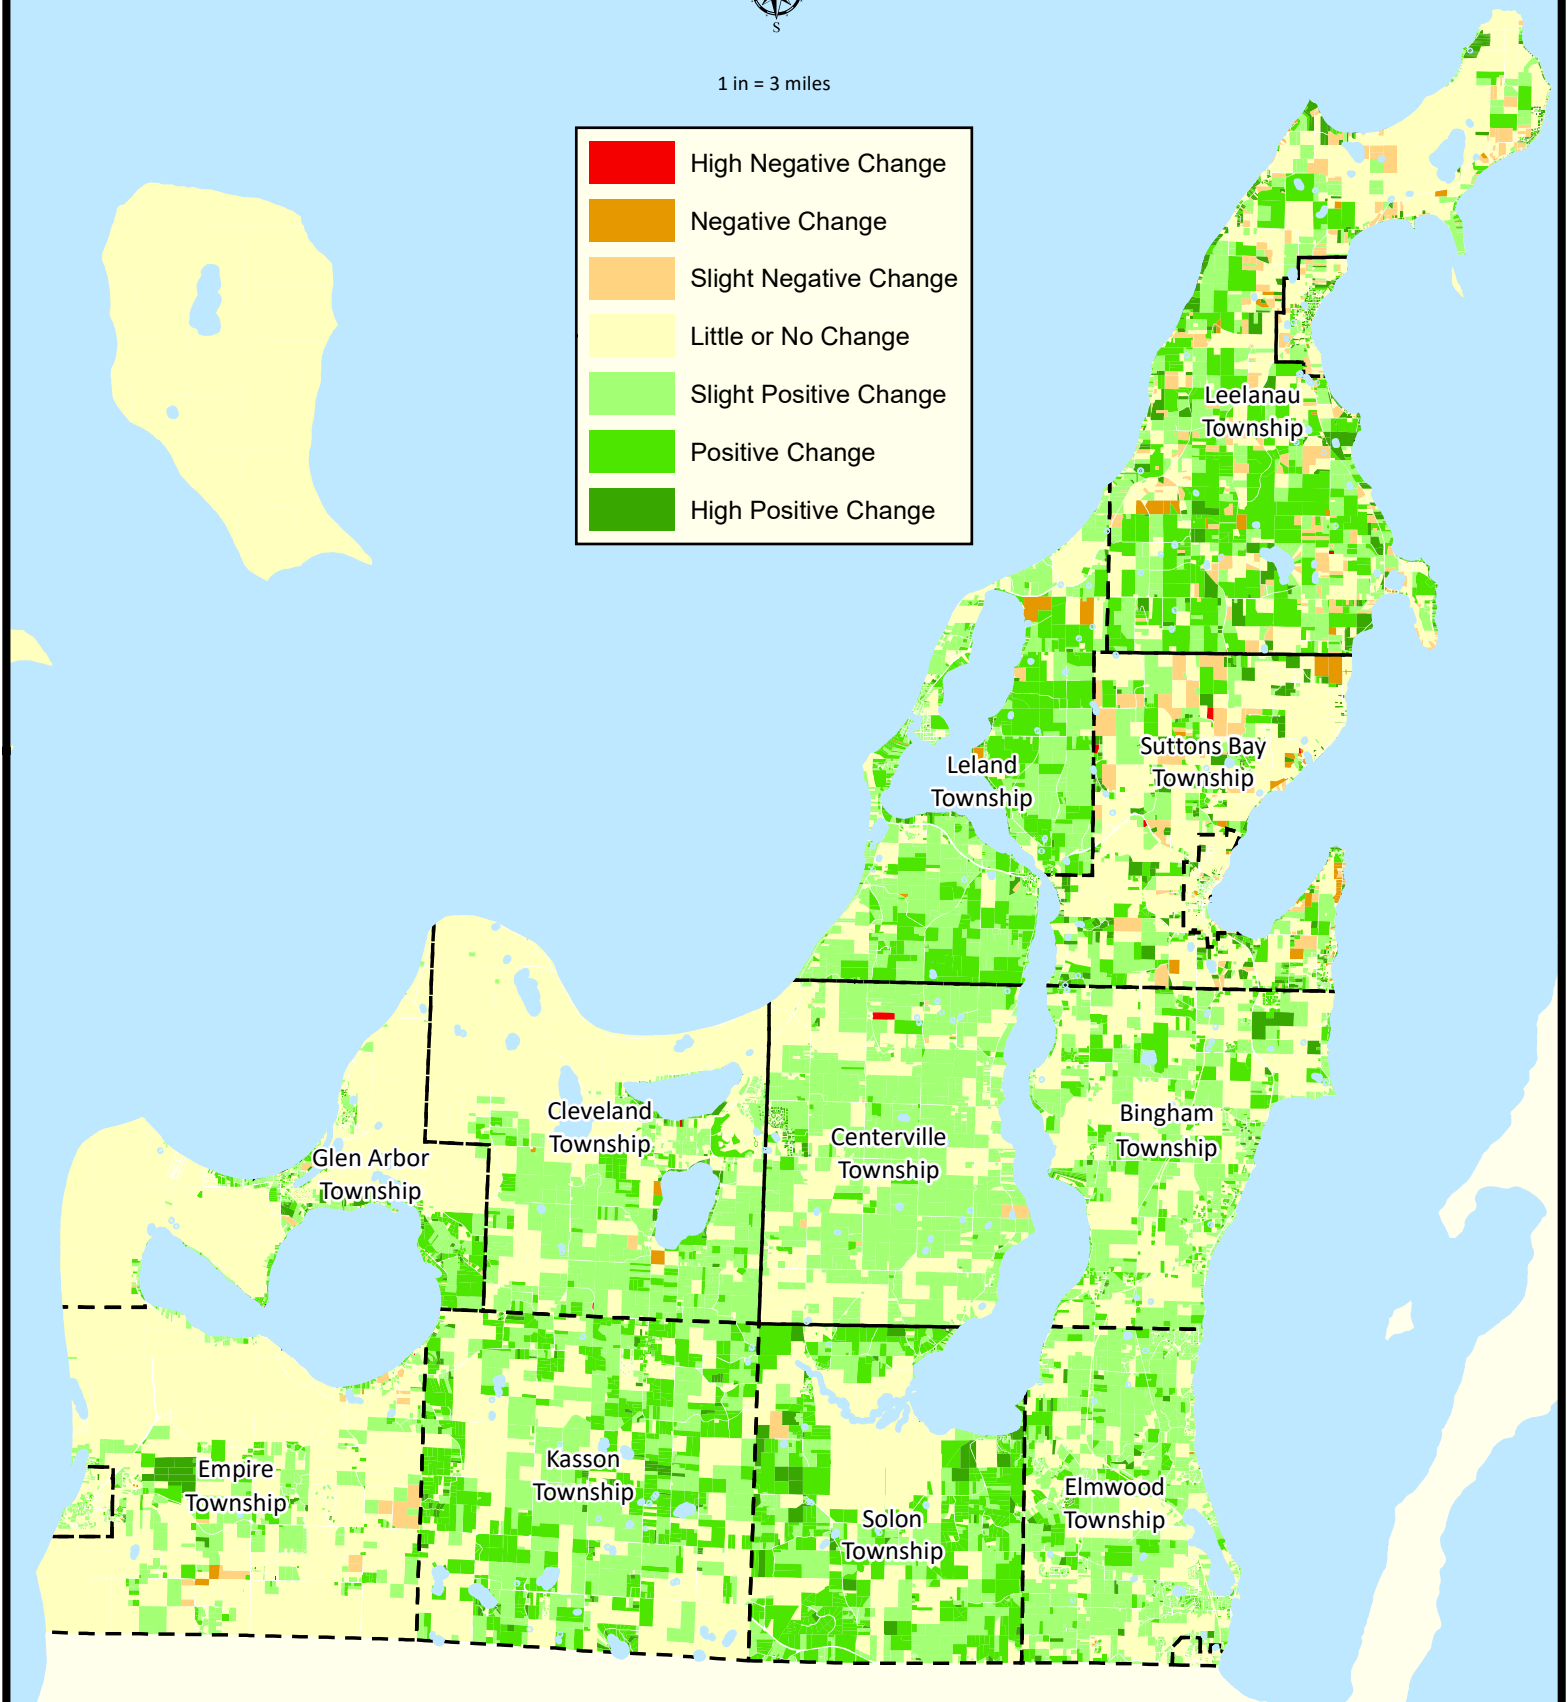 S
1 in = 3 miles
High Negative Change
Negative Change
Slight Negative Change
Little or No Change
Slight Positive Change
Positive Change
High Positive Change
Leelanau
Township
Suttons Bay
Township
Leland
Township
Cleveland
Township
Centerville
Township
Bingham
Township
Glen Arbor
Township
Empire
Township
Kasson
Township
Solon
Township
Elmwood
Township